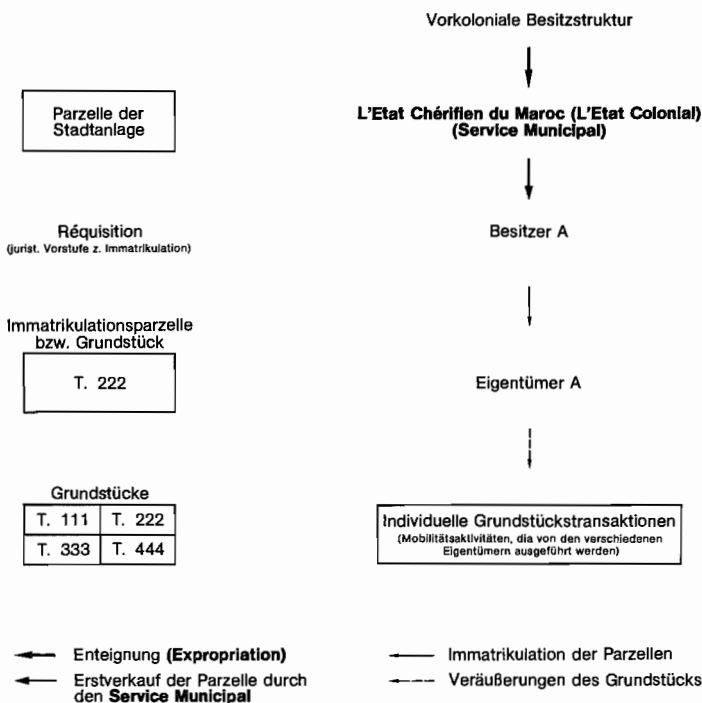 Vorkoloniale Besitzstruktur
Parzelle der
Stadtanlage
L'Etat Chérifien du Maroc (L'Etat Colonial)
(Service Municipal)
Réquisition
(jurist. Vorstufe z. Immatrikulation)
Besitzer A
Immatrikulationsparzelle
bzw. Grundstück
T. 222
Eigentümer A
Grundstücke
T. 111 T. 222
T. 333 T. 444
Individuelle Grundstückstransaktionen
(Mobilitätsaktivitäten, dia von den verschiedenen
Eigentümern ausgeführt werden)
Enteignung (Expropriation)
Erstverkauf der Parzelle durch
den Service Municipal
Immatrikulation der Parzellen
Veräußerungen des Grundstücks